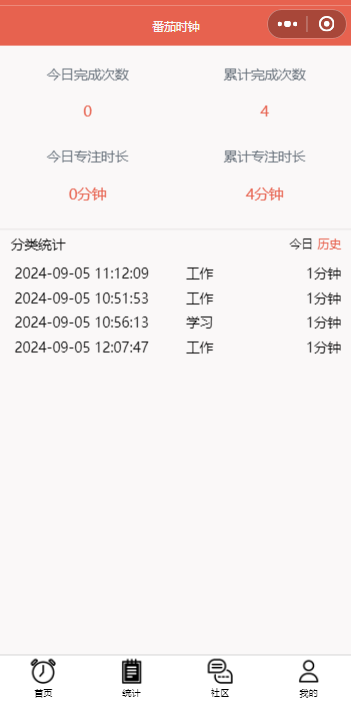 番茄时钟
今日完成次数 累计完成次数
0 4
今日专注时长 累计专注时长
0分钟 4分钟
分类统计 今日 历史
2024-09-05 11:12:09 工作 1分钟
2024-09-05 10:51:53 工作 1分钟
2024-09-05 10:56:13 学习 1分钟
2024-09-05 12:07:47 工作 1分钟
首页 统计 社区 我的